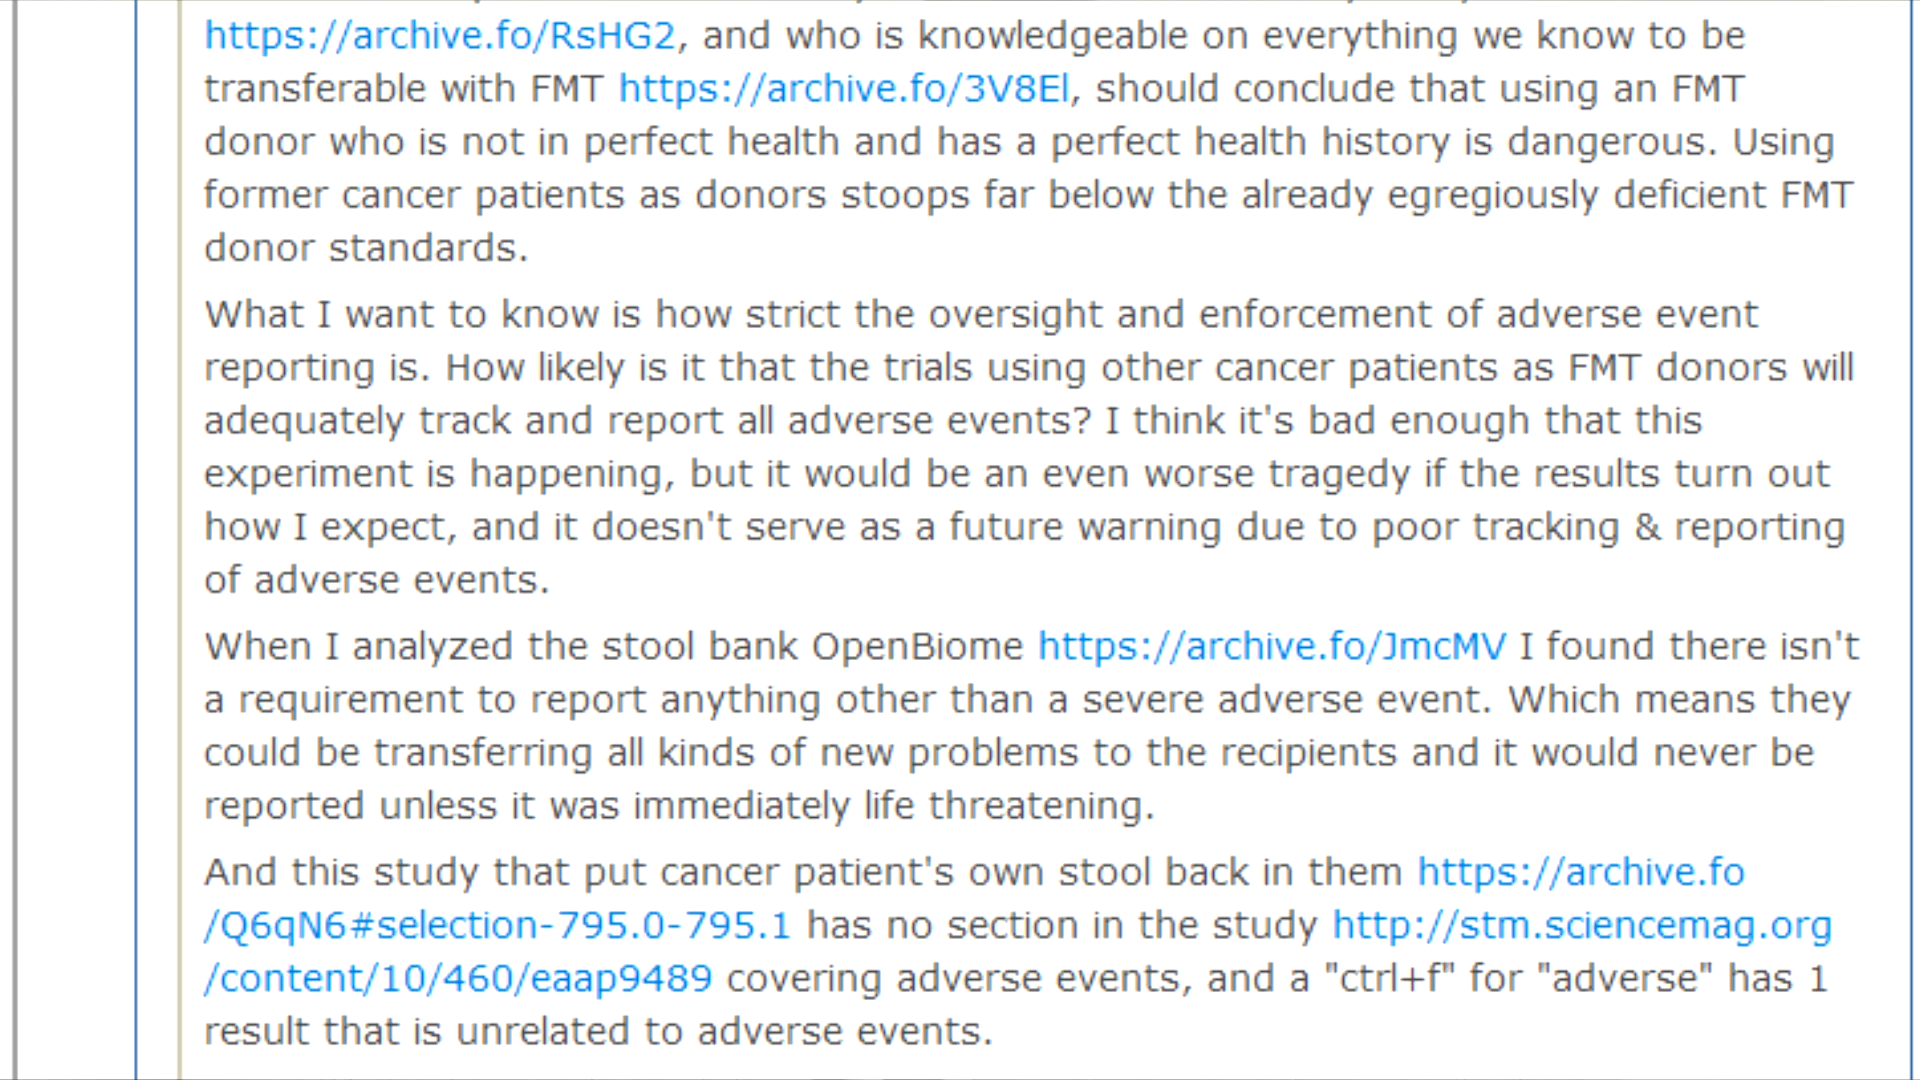 https://archive.fo/RsHG2, and who is knowledgeable on everything we know to be
transferable with FMT https://archive.fo/3V8El, should conclude that using an FMT
donor who is not in perfect health and has a perfect health history is dangerous. Using
former cancer patients as donors stoops far below the already egregiously deficient FMT
donor standards.
What I want to know is how strict the oversight and enforcement of adverse event
reporting is. How likely is it that the trials using other cancer patients as FMT donors will
adequately track and report all adverse events? I think it's bad enough that this
experiment is happening, but it would be an even worse tragedy if the results turn out
how I expect, and it doesn't serve as a future warning due to poor tracking & reporting
of adverse events.
When I analyzed the stool bank OpenBiome https://archive.fo/JmcMV I found there isn't
a requirement to report anything other than a severe adverse event. Which means they
could be transferring all kinds of new problems to the recipients and it would never be
reported unless it was immediately life threatening.
And this study that put cancer patient's own stool back in them https://archive.fo
/Q6qN6#selection-795.0-795.1 has no section in the study http://stm.sciencemag.org
/content/10/460/eaap9489 covering adverse events, and a "ctrl+f" for "adverse" has 1
result that is unrelated to adverse events.